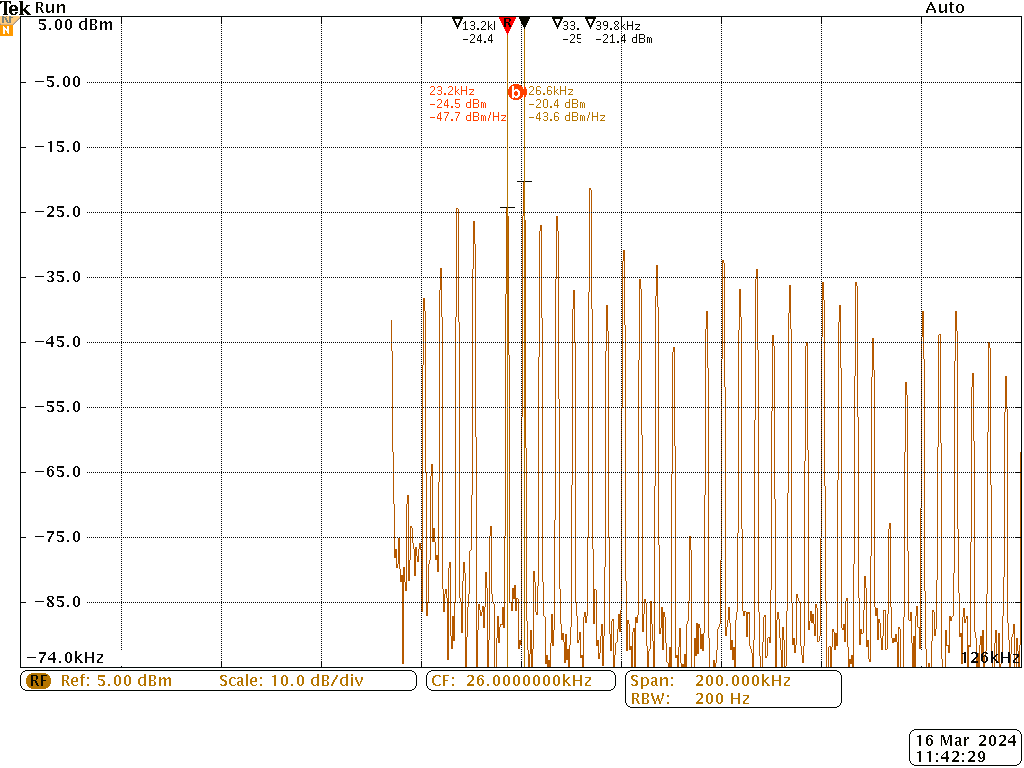 Tek Run Auto
N
5.00 dBm
R
13.2k
-24.4
33.
-25
39.8kHz
-21.4 dBm
-5.00
23.2kHz
-24.5 dBm
-47.7 dBm/Hz
b
26.6kHz
-20.4 dBm
-43.6 dBm/Hz
-15.0
-25.0
-35.0
-45.0
-55.0
-65.0
-75.0
-85.0
-74.0kHz
126kHz
RF Ref: 5.00 dBm Scale: 10.0 dB/div
CF: 26.0000000kHz
Span: 200.000kHz
RBW: 200 Hz
16 Mar 2024
11:42:29